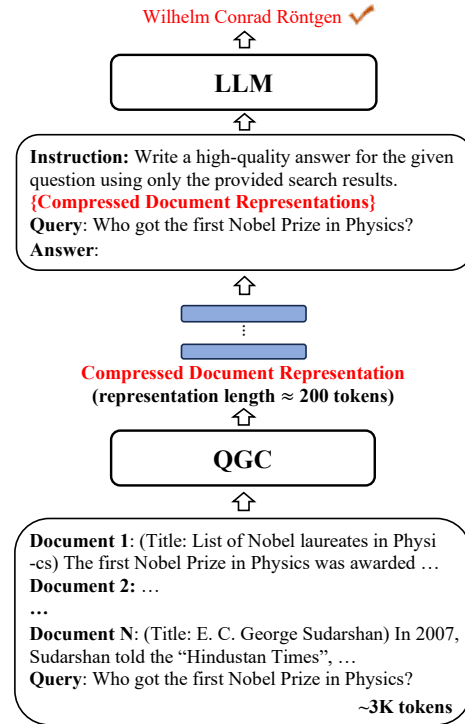 Wilhelm Conrad Röntgen
LLM
Instruction: Write a high-quality answer for the given
question using only the provided search results.
{Compressed Document Representations}
Query: Who got the first Nobel Prize in Physics?
Answer:
⋮
Compressed Document Representation
(representation length ≈ 200 tokens)
QGC
Document 1: (Title: List of Nobel laureates in Physi
-cs) The first Nobel Prize in Physics was awarded …
Document 2: …
…
Document N: (Title: E. C. George Sudarshan) In 2007,
Sudarshan told the “Hindustan Times”, …
Query: Who got the first Nobel Prize in Physics?
~3K tokens